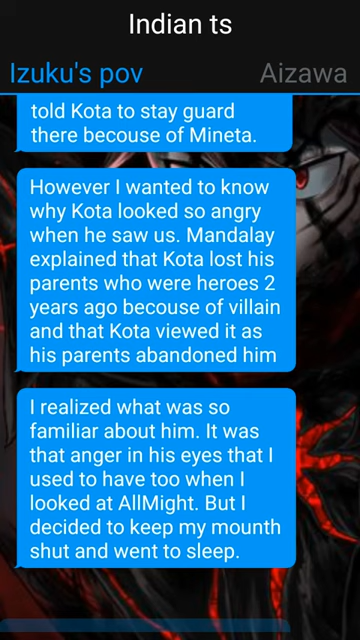 Indian ts
Izuku's pov
Aizawa
told Kota to stay guard
there becouse of Mineta.
However I wanted to know
why Kota looked so angry
when he saw us. Mandalay
explained that Kota lost his
parents who were heroes 2
years ago becouse of villain
and that Kota viewed it as
his parents abandoned him
I realized what was so
familiar about him. It was
that anger in his eyes that I
used to have too when I
looked at AllMight. But I
decided to keep my mounth
shut and went to sleep.